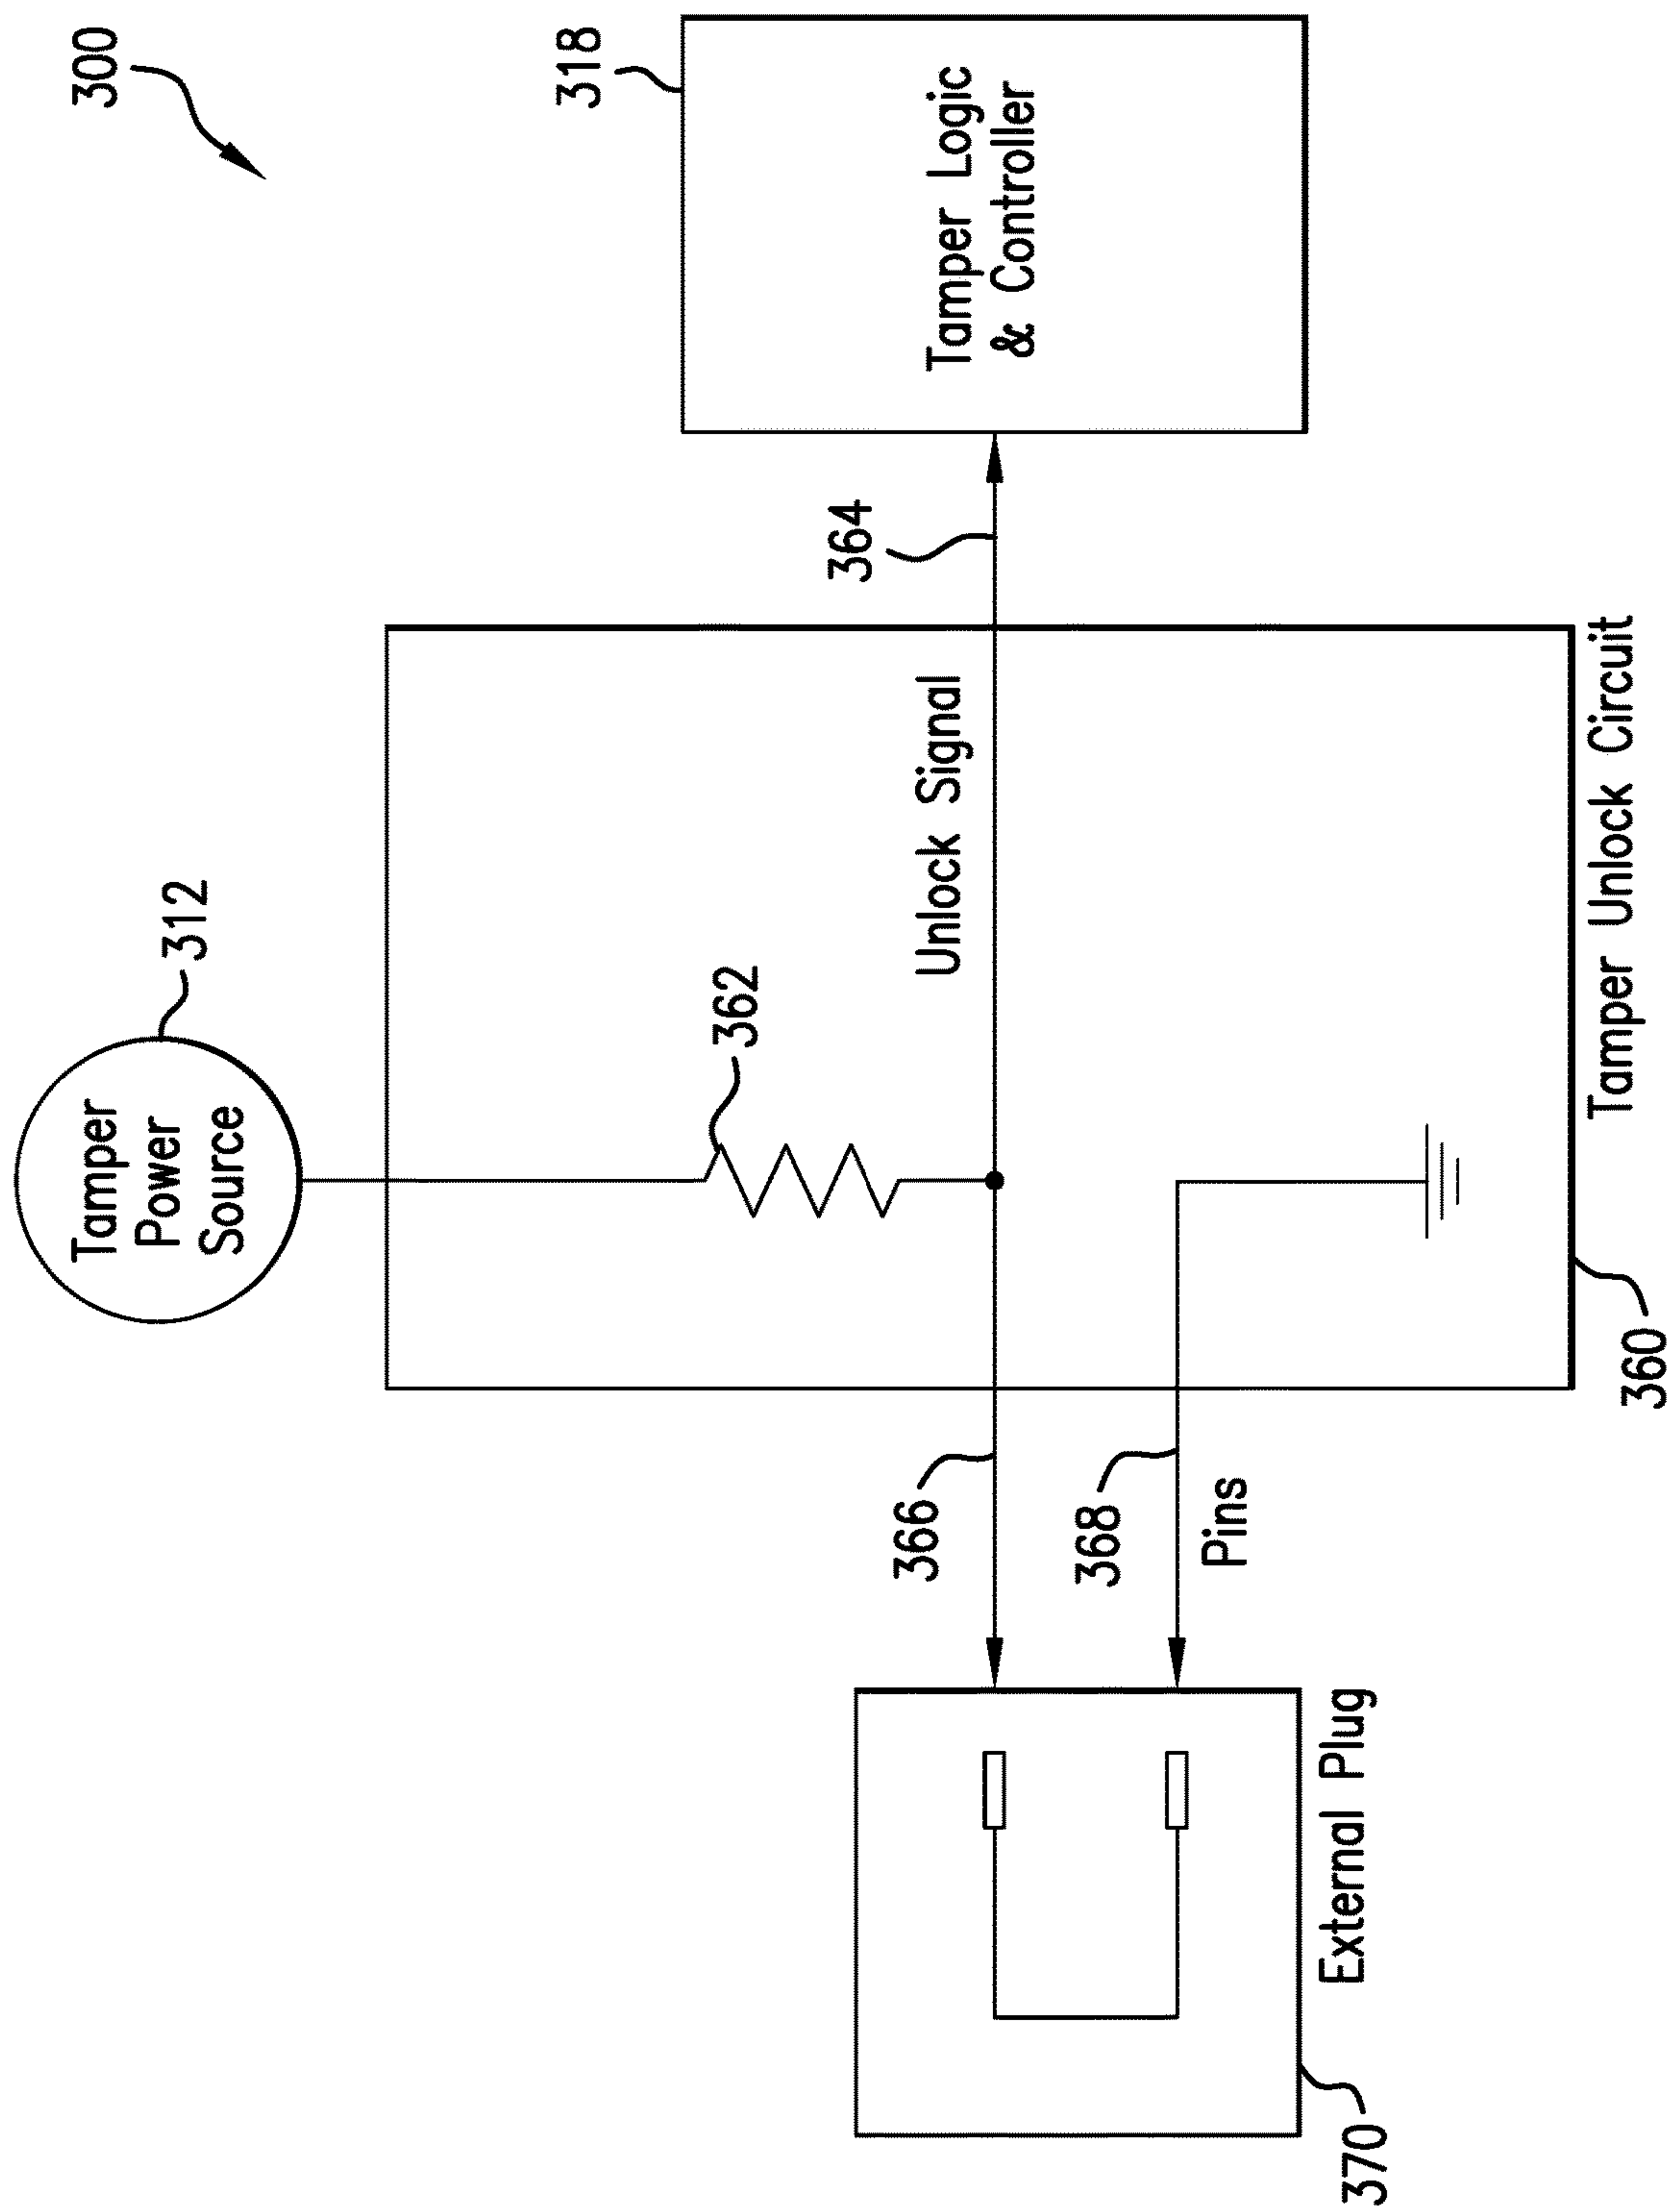 300
Tamper
Power
Source
312
318
Tamper Logic
& Controller
362
364
Unlock Signal
366
368
Pins
Tamper Unlock Circuit
360
External Plug
370